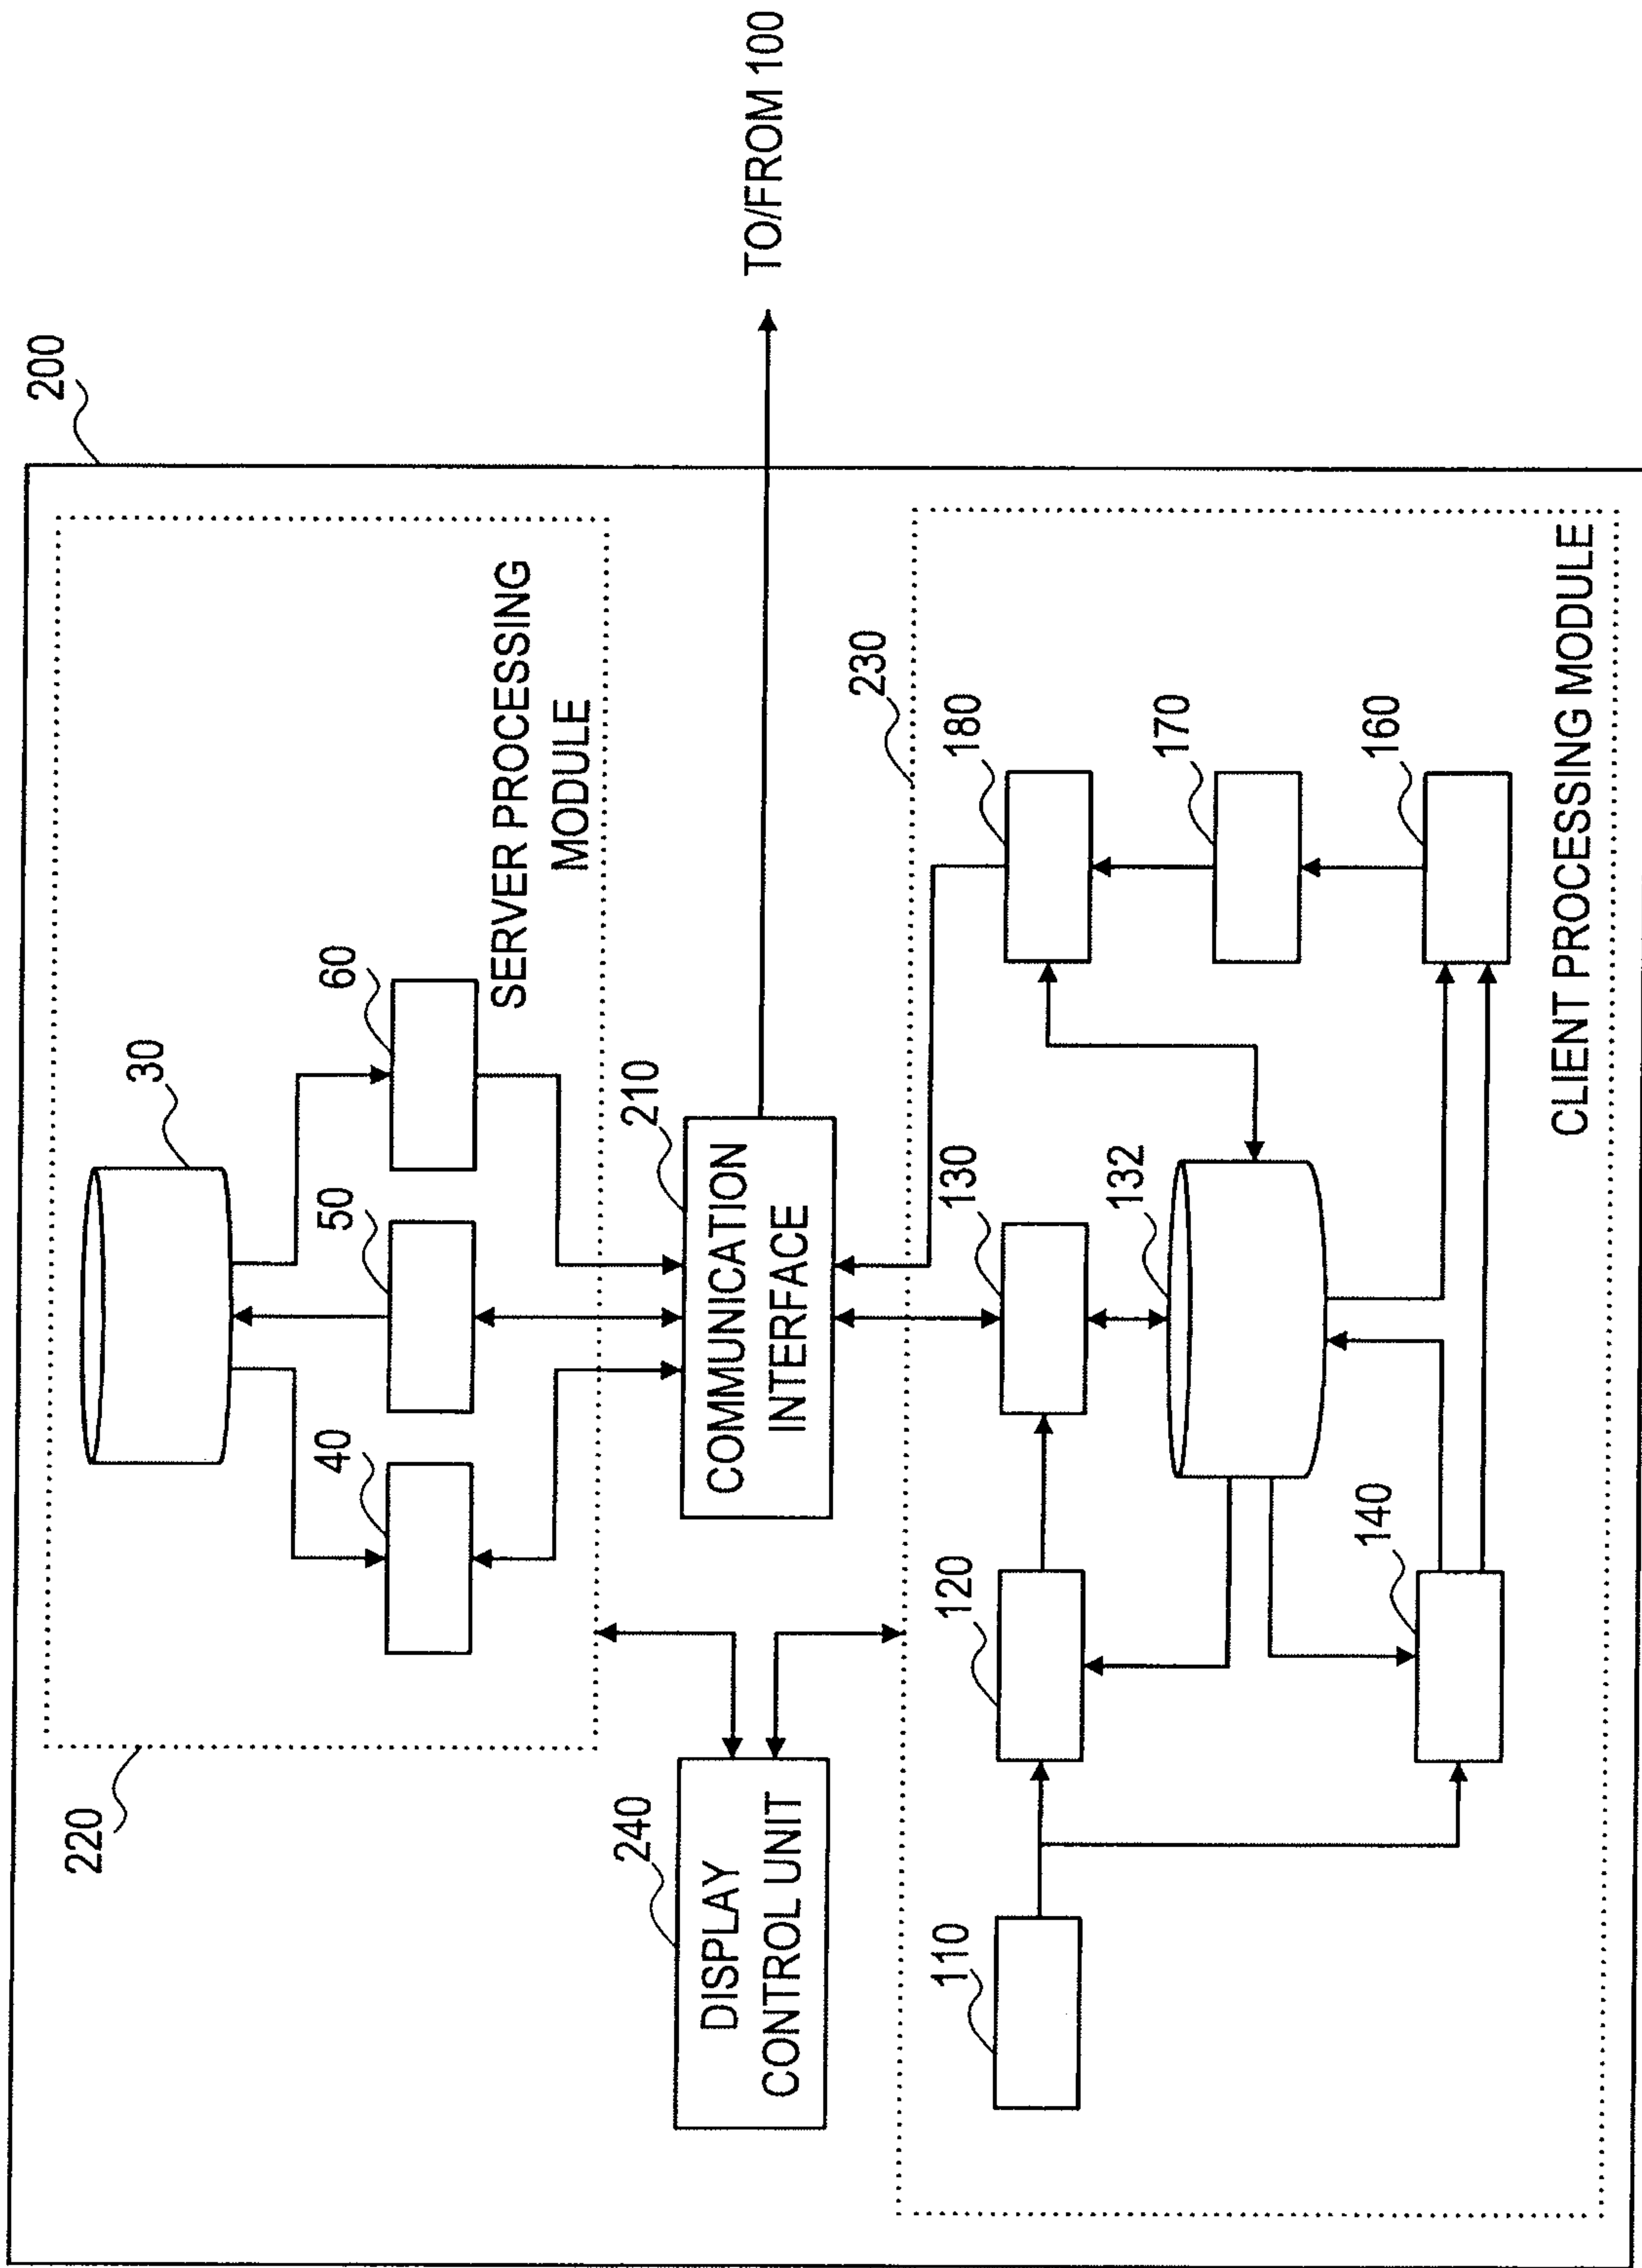 200
TO/FROM 100
SERVER PROCESSING
MODULE
30
60
50
40
220
210
COMMUNICATION
INTERFACE
240
DISPLAY
CONTROL UNIT
230
180
130
120
110
170
132
160
140
CLIENT PROCESSING MODULE